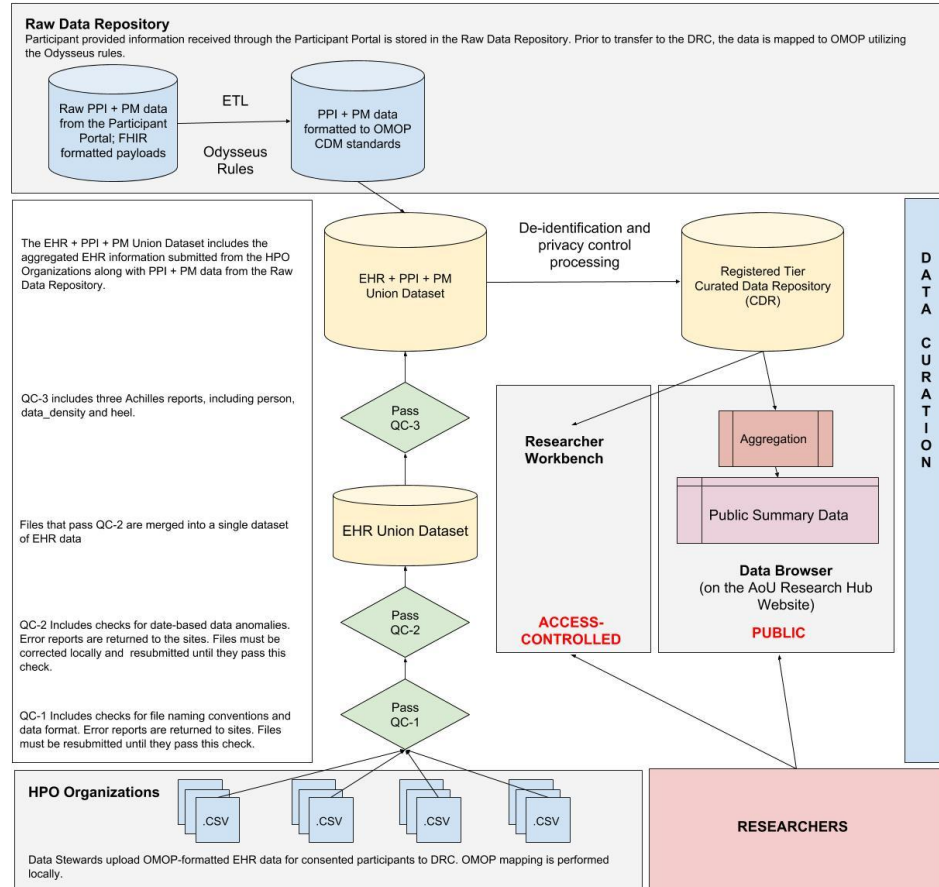 Raw Data Repository
Participant provided information received through the Participant Portal is stored in the Raw Data Repository. Prior to transfer to the DRC, the data is mapped to OMOP utilizing
the Odysseus rules.
Raw PPI + PM data
from the Participant
Portal; FHIR
formatted payloads
ETL
Odysseus
Rules
PPI + PM data
formatted to OMOP
CDM standards
The EHR + PPI + PM Union Dataset includes the
aggregated EHR information submitted from the HPO
Organizations along with PPI + PM data from the Raw
Data Repository.
EHR + PPI + PM
Union Dataset
De-identification and
privacy control
processing
Registered Tier
Curated Data Repository
(CDR)
DATA CURATION
QC-3 includes three Achilles reports, including person,
data_density and heel.
Pass
QC-3
Researcher
Workbench
ACCESS-
CONTROLLED
Aggregation
Public Summary Data
Data Browser
(on the AoU Research Hub
Website)
PUBLIC
Files that pass QC-2 are merged into a single dataset
of EHR data
EHR Union Dataset
QC-2 Includes checks for date-based data anomalies.
Error reports are returned to the sites. Files must be
corrected locally and resubmitted until they pass this
check.
Pass
QC-2
QC-1 Includes checks for file naming conventions and
data format. Error reports are returned to sites. Files
must be resubmitted until they pass this check.
Pass
QC-1
HPO Organizations
.CSV
.CSV
.CSV
.CSV
Data Stewards upload OMOP-formatted EHR data for consented participants to DRC. OMOP mapping is performed
locally.
RESEARCHERS